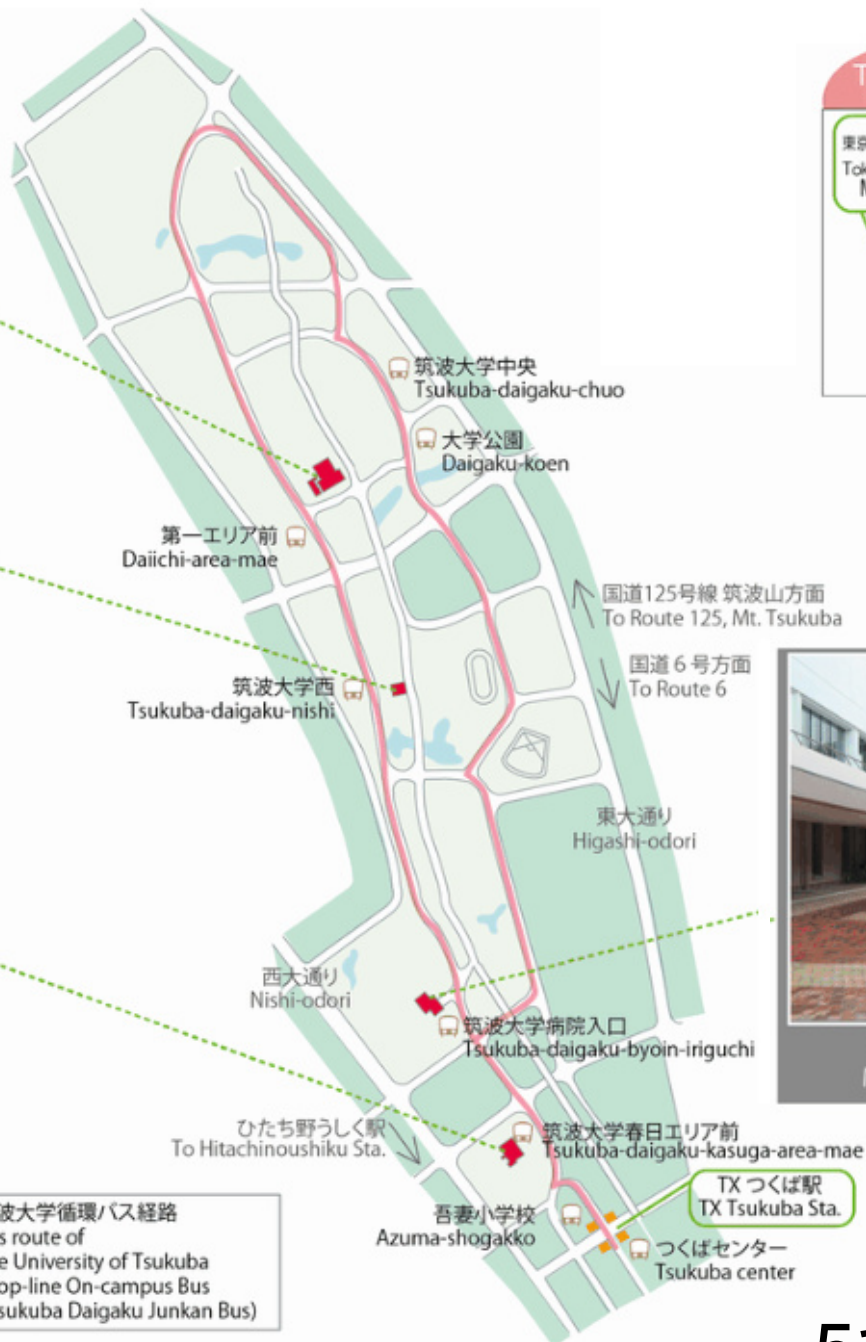 筑波大学中央
Tsukuba-daigaku-chuo
大学公園
Daigaku-koen
第一エリア前
Daiichi-area-mae
国道125号線 筑波山方面
To Route 125, Mt. Tsukuba
国道6号方面
To Route 6
筑波大学西
Tsukuba-daigaku-nishi
東大通り
Higashi-odori
西大通り
Nishi-odori
筑波大学病院入口
Tsukuba-daigaku-byoin-iriguchi
ひたち野うしく駅
To Hitachinoushiku Sta.
筑波大学春日エリア前
Tsukuba-daigaku-kasuga-area-mae
TX つくば駅
TX Tsukuba Sta.
吾妻小学校
Azuma-shogakko
つくばセンター
Tsukuba center
波大学循環バス経路
s route of
e University of Tsukuba
op-line On-campus Bus
sukuba Daigaku Junkan Bus)